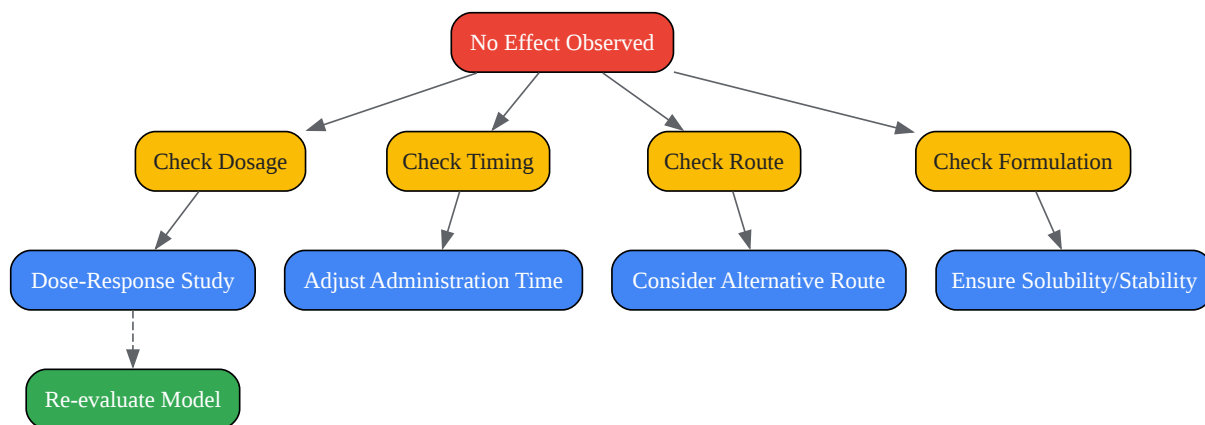 No Effect Observed
Check Dosage
Check Timing
Check Route
Check Formulation
Dose-Response Study
Adjust Administration Time
Consider Alternative Route
Ensure Solubility/Stability
Re-evaluate Model